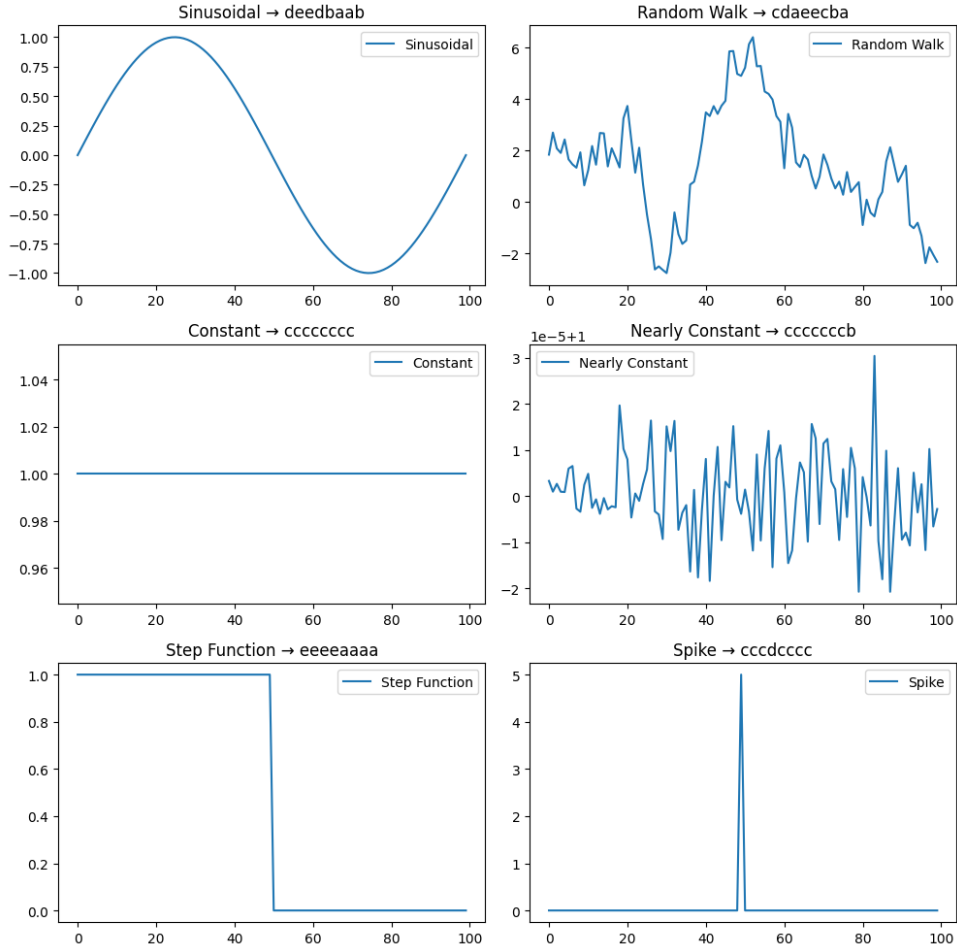 Sinusoidal → deedbaab
Sinusoidal
1.00
0.75
0.50
0.25
0.00
−0.25
−0.50
−0.75
−1.00
0 20 40 60 80 100
Random Walk → cdaeecba
Random Walk
6
4
2
0
−2
0 20 40 60 80 100
Constant → cccccccc
Constant
1.04
1.02
1.00
0.98
0.96
0 20 40 60 80 100
Nearly Constant → cccccccb
1e−5+1
Nearly Constant
3
2
1
0
−1
−2
0 20 40 60 80 100
Step Function → eeeeaaaa
Step Function
1.0
0.8
0.6
0.4
0.2
0.0
0 20 40 60 80 100
Spike → cccdcccc
Spike
5
4
3
2
1
0
0 20 40 60 80 100